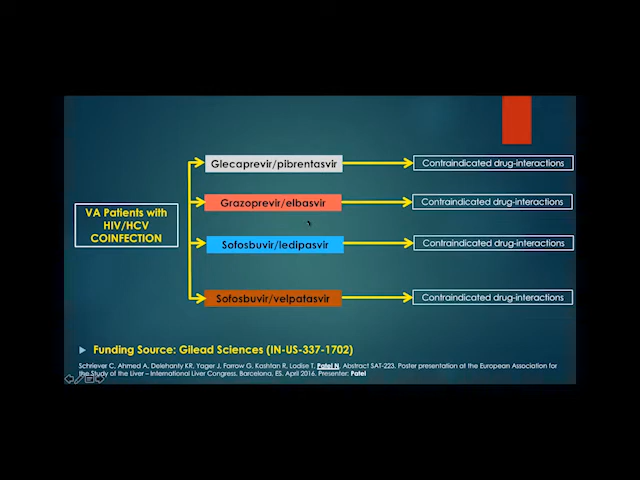 Glecaprevir/pibrentasvir
Contraindicated drug-interactions
Grazoprevir/elbasvir
Contraindicated drug-interactions
VA Patients with
HIV/HCV
COINFECTION
Sofosbuvir/ledipasvir
Contraindicated drug-interactions
Sofosbuvir/velpatasvir
Contraindicated drug-interactions
Funding Source: Gilead Sciences (IN-US-337-1702)
Schriever C, Ahmed A, Delehanty KR, Yager J, Farrow G, Kashtan R, Lodise T, Patel N. Abstract SAT-223. Poster presentation at the European Association for
the Study of the Liver – International Liver Congress. Barcelona, ES. April 2016. Presenter: Patel